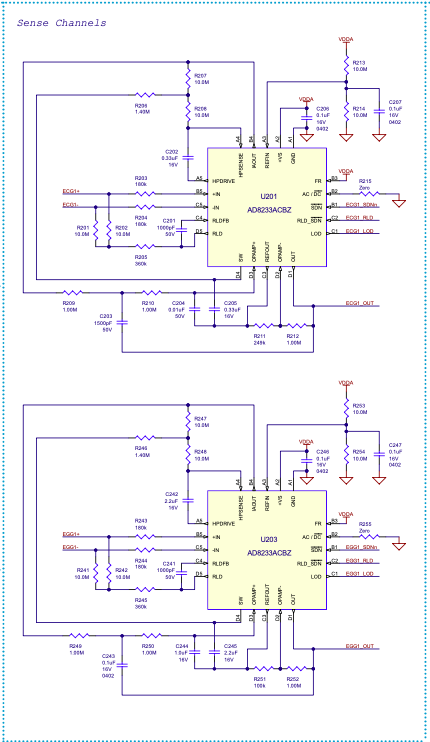 Sense Channels
VDDA
R213
10.0M
R207
10.0M
R206
1.40M
R208
10.0M
VDDA
C206
0.1uF
16V
0402
R214
10.0M
C207
0.1uF
16V
0402
C202
0.33uF
16V
A4 B4 A3 A2 A1
HPSENSE IAOUT REFIN +VS GND
VDDA
A5 HPDRIVE FR B3
ECG1+ R203 180k B5 +IN U201 AC / DC B2 R215 Zero
ECG1- C5 -IN AD8233ACBZ SDN B1 ECG1_SDNn
R201
10.0M
R202
10.0M
R204
180k
C201
1000pF
50V
C4 RLDFB RLD_SDN C2 ECG1_RLD
D5 RLD LOD C1 ECG1_LOD
R205
360k
SW OPAMP+ REFOUT OPAMP- OUT
D4 D3 C3 D2 D1
R209
1.00M
R210
1.00M
C204
0.01uF
50V
C205
0.33uF
16V
ECG1_OUT
C203
1500pF
50V
R211
249k
R212
1.00M
VDDA
R253
10.0M
R247
10.0M
R246
1.40M
R248
10.0M
VDDA
C246
0.1uF
16V
0402
R254
10.0M
C247
0.1uF
16V
0402
C242
2.2uF
16V
A4 B4 A3 A2 A1
HPSENSE IAOUT REFIN +VS GND
VDDA
A5 HPDRIVE FR B3
EGG1+ R243 180k B5 +IN U203 AC / DC B2 R255 Zero
EGG1- C5 -IN AD8233ACBZ SDN B1 EGG1_SDNn
R241
10.0M
R242
10.0M
R244
180k
C241
1000pF
50V
C4 RLDFB RLD_SDN C2 EGG1_RLD
D5 RLD LOD C1 EGG1_LOD
R245
360k
SW OPAMP+ REFOUT OPAMP- OUT
D4 D3 C3 D2 D1
R249
1.00M
R250
1.00M
C244
1.0uF
16V
C245
2.2uF
16V
EGG1_OUT
C243
0.1uF
16V
0402
R251
100k
R252
1.00M